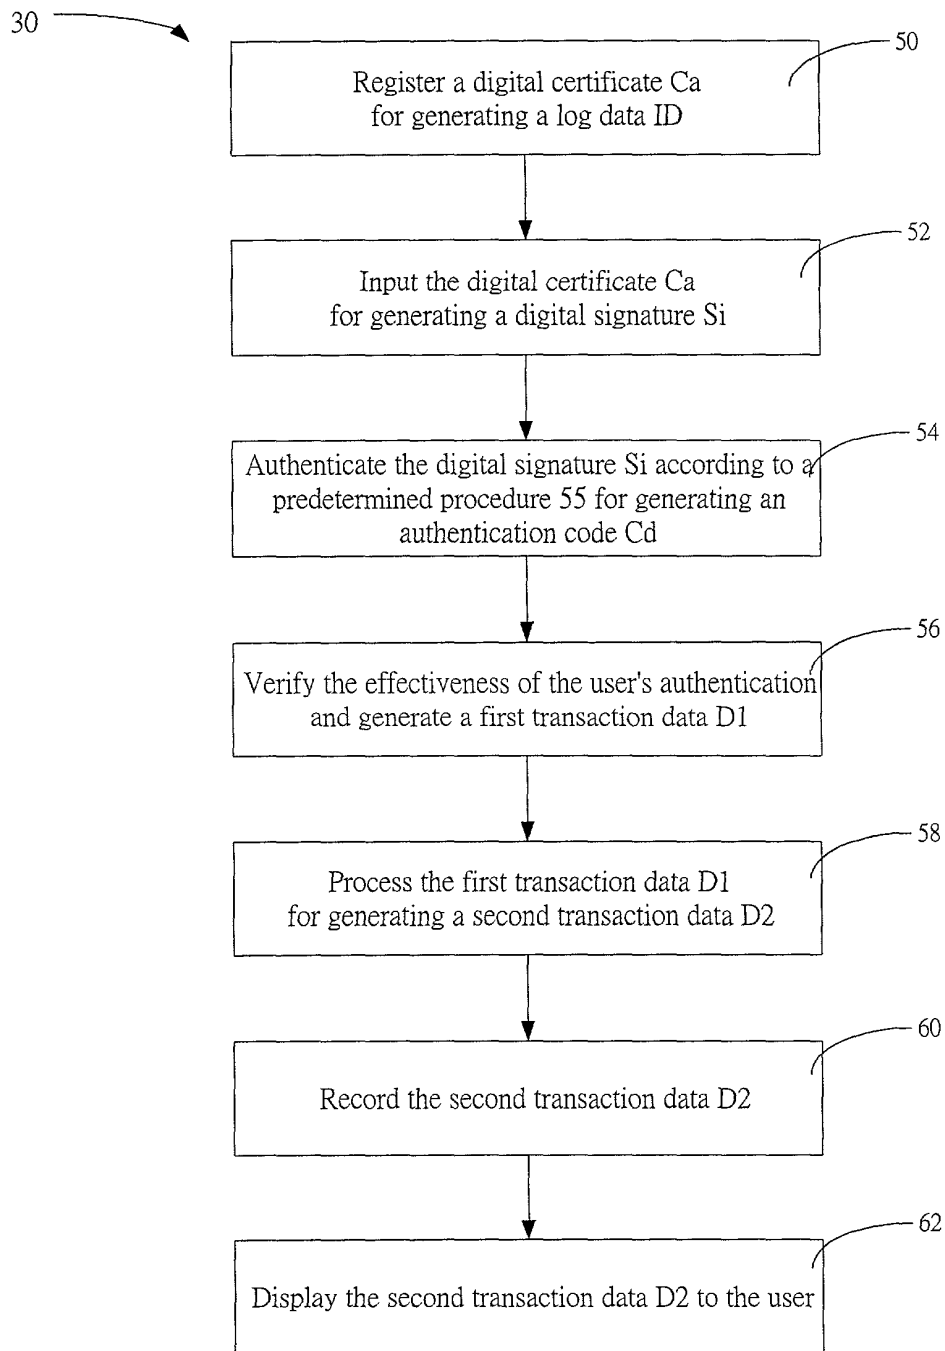 30
50
Register a digital certificate Ca
for generating a log data ID
52
Input the digital certificate Ca
for generating a digital signature Si
54
Authenticate the digital signature Si according to a
predetermined procedure 55 for generating an
authentication code Cd
56
Verify the effectiveness of the user's authentication
and generate a first transaction data D1
58
Process the first transaction data D1
for generating a second transaction data D2
60
Record the second transaction data D2
62
Display the second transaction data D2 to the user